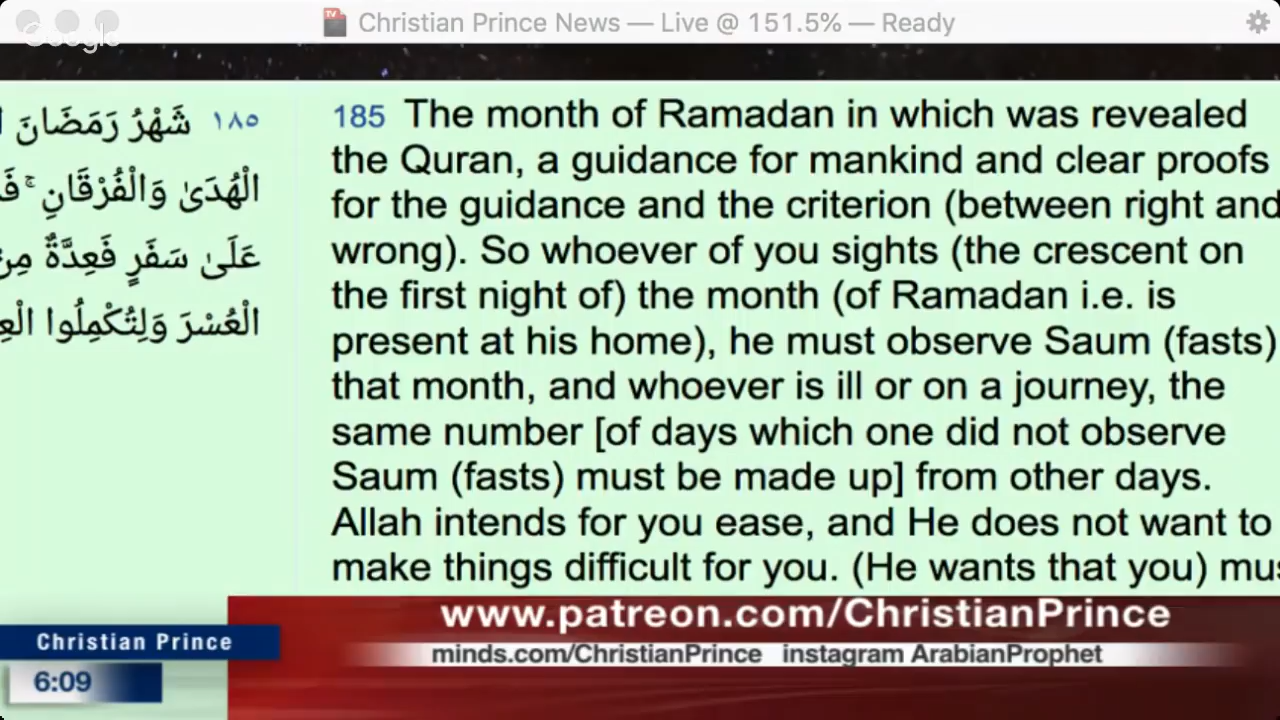 Christian Prince News — Live @ 151.5% — Ready
Google
١٨٥ شَهْرُ رَمَضَانَ
الْهُدَىٰ وَالْفُرْقَانِ ۚ
عَلَىٰ سَفَرٍ فَعِدَّةٌ
الْعُسْرَ وَلِتُكْمِلُوا
185 The month of Ramadan in which was revealed
the Quran, a guidance for mankind and clear proofs
for the guidance and the criterion (between right and
wrong). So whoever of you sights (the crescent on
the first night of) the month (of Ramadan i.e. is
present at his home), he must observe Saum (fasts)
that month, and whoever is ill or on a journey, the
same number [of days which one did not observe
Saum (fasts) must be made up] from other days.
Allah intends for you ease, and He does not want to
make things difficult for you. (He wants that you)
www.patreon.com/ChristianPrince
minds.com/ChristianPrince instagram ArabianProphet
Christian Prince
6:09